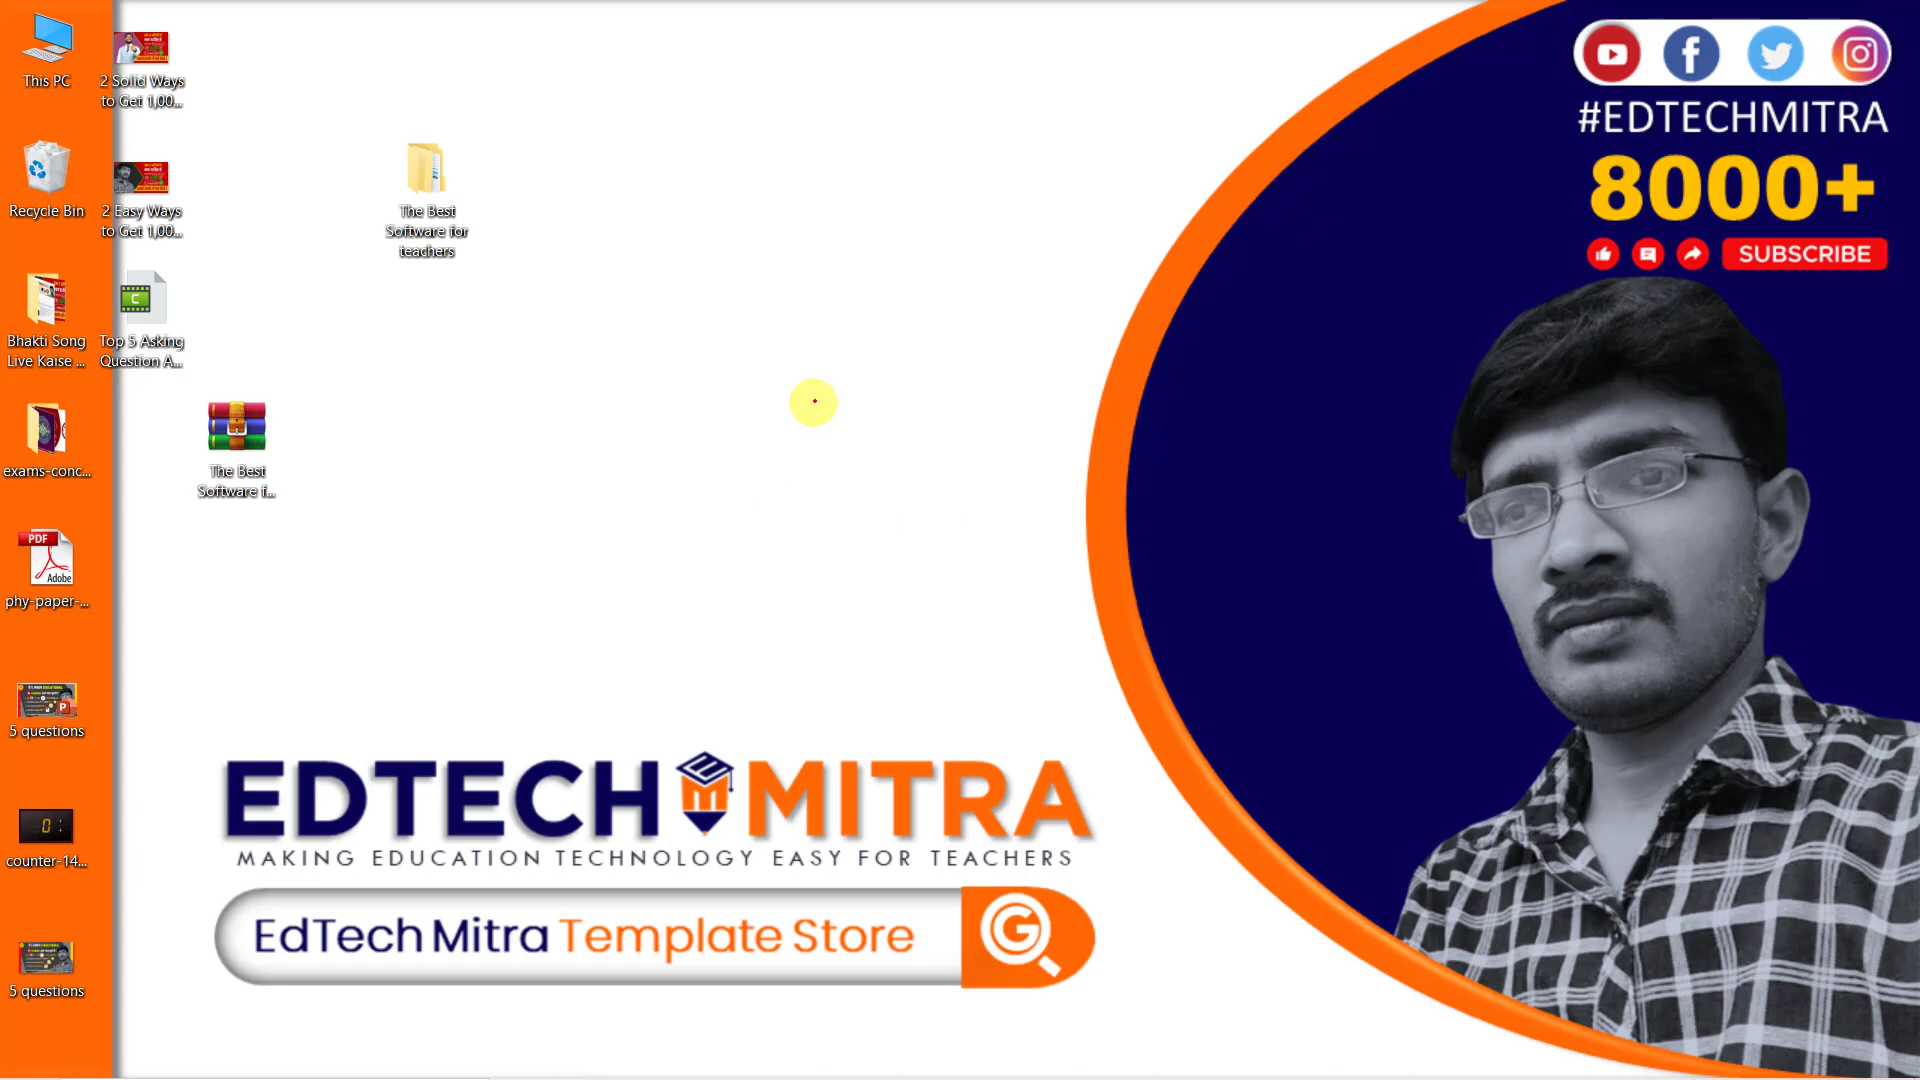 This PC
2 Solid Ways
to Get 1,00...
Recycle Bin
2 Easy Ways
to Get 1,00...
The Best
Software for
teachers
Bhakti Song
Live Kaise ...
Top 5 Asking
Question A...
exams-conc...
The Best
Software f...
PDF
Adobe
phy-paper-...
5 questions
counter-14...
5 questions
#EDTECHMITRA
8000+
SUBSCRIBE
EDTECH MITRA
MAKING EDUCATION TECHNOLOGY EASY FOR TEACHERS
EdTech Mitra Template Store